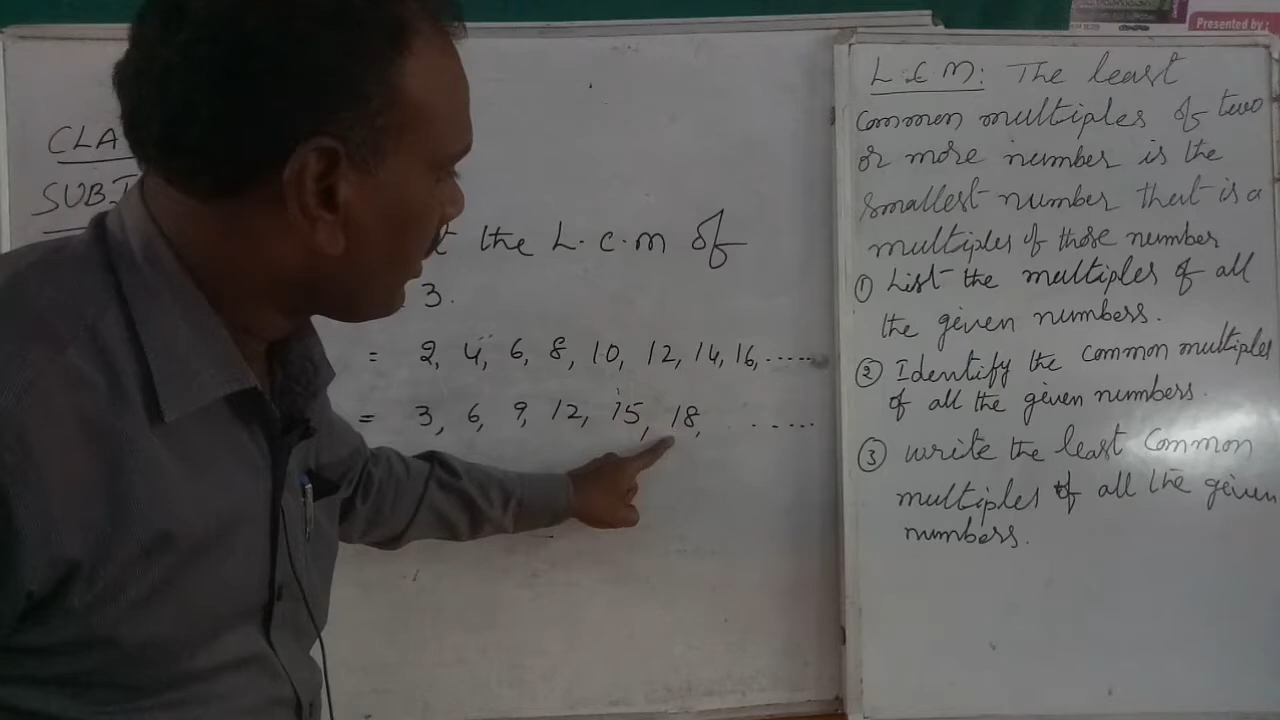 CLA
SUBJ
the L.C.M of
3.
= 2, 4, 6, 8, 10, 12, 14, 16, .....
= 3, 6, 9, 12, 15, 18, .....
Presented by :
L C M: The least
common multiples of two
or more number is the
smallest number that is a
multiples of those number
① List the multiples of all
the given numbers.
② Identify the common multiples
of all the given numbers.
③ Write the least Common
multiples of all the given
numbers.